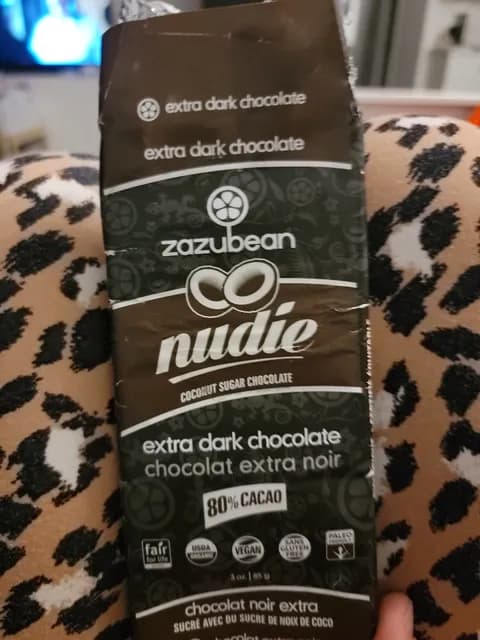 extra dark chocolate
extra dark chocolate
zazubean
nudie
COCONUT SUGAR CHOCOLATE
extra dark chocolate
chocolat extra noir
80% CACAO
fair
for life
USDA
ORGANIC
VEGAN
SANS
GLUTEN
FREE
PALEO
3 oz. | 85 g
chocolat noir extra
SUCRÉ AVEC DU SUCRE DE NOIX DE COCO